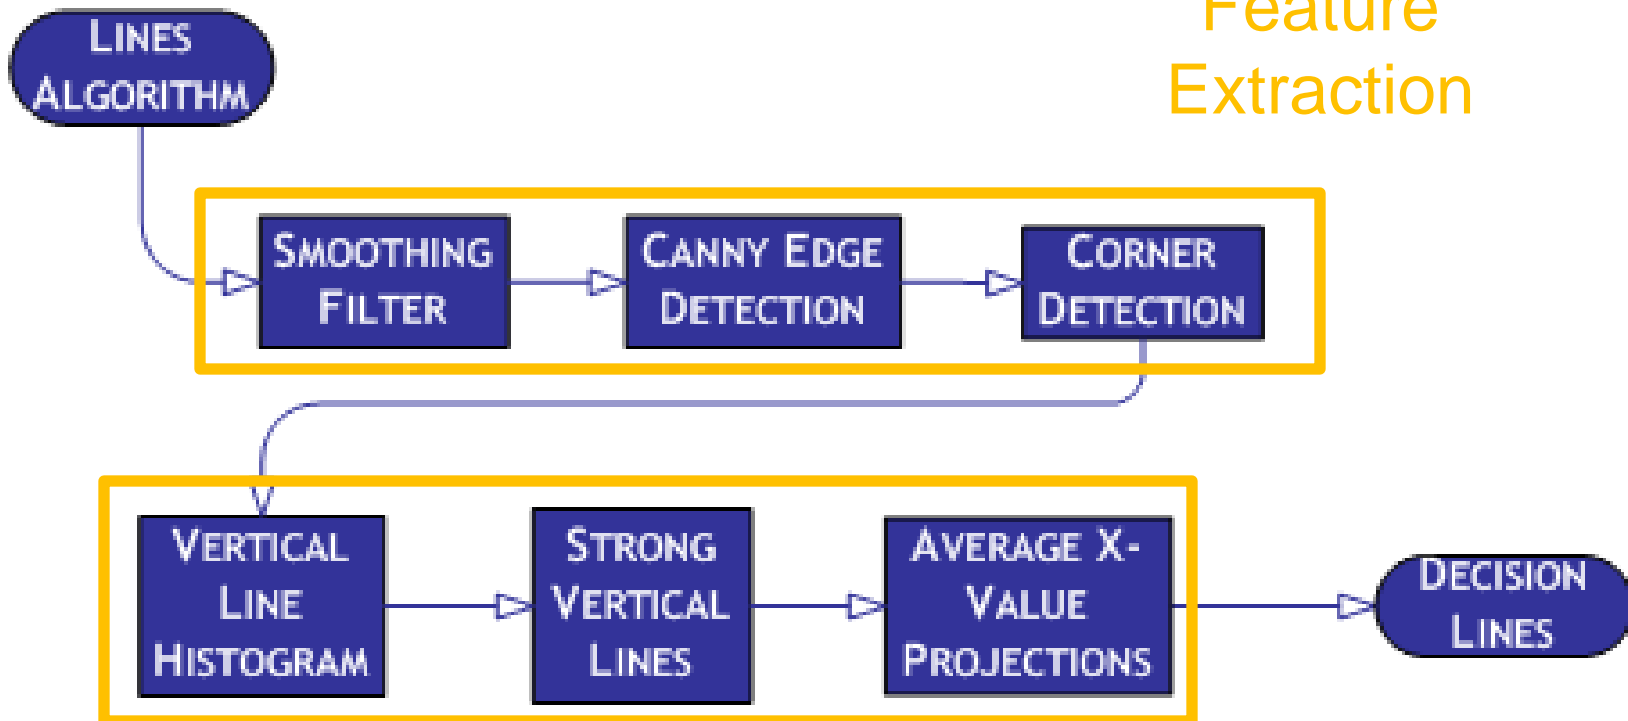 Feature
Extraction
LINES
ALGORITHM
SMOOTHING
FILTER
CANNY EDGE
DETECTION
CORNER
DETECTION
VERTICAL
LINE
HISTOGRAM
STRONG
VERTICAL
LINES
AVERAGE X-
VALUE
PROJECTIONS
DECISION
LINES